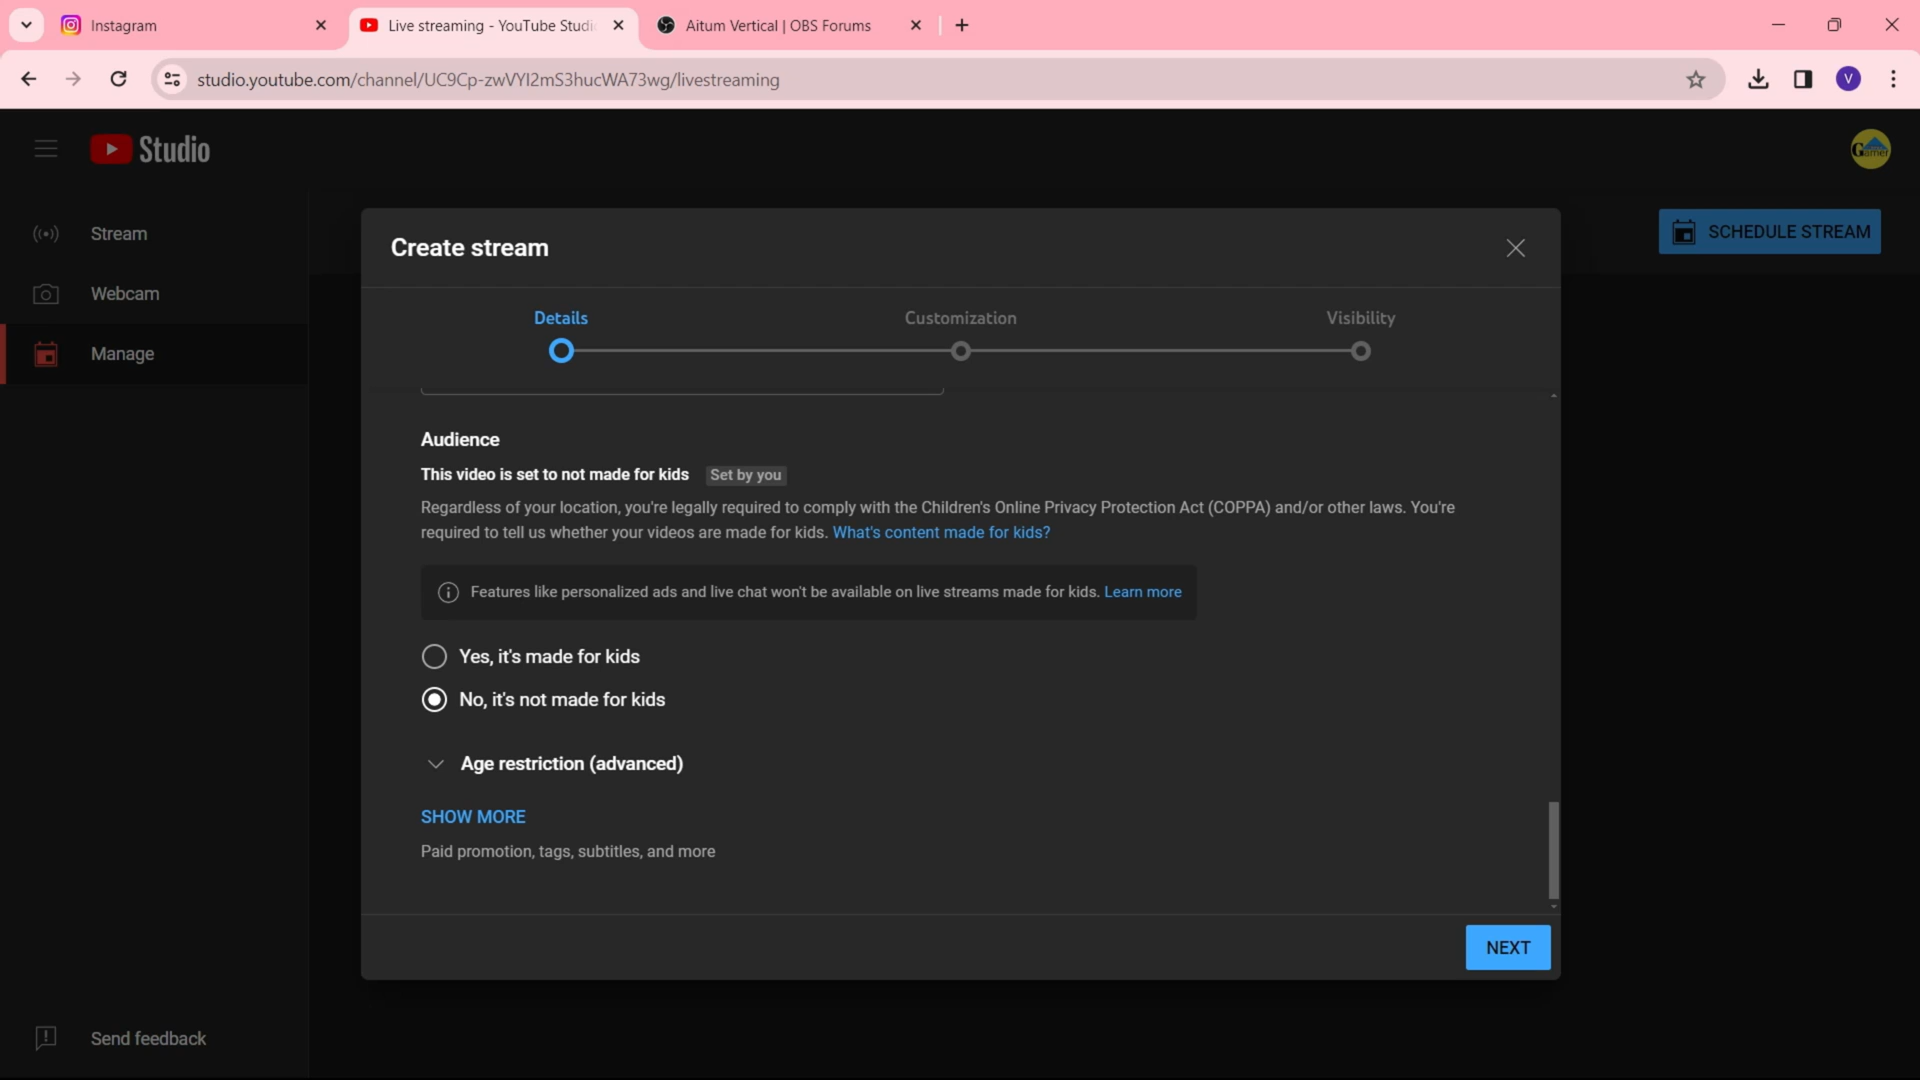 Instagram
Live streaming - YouTube Studi
Aitum Vertical | OBS Forums
studio.youtube.com/channel/UC9Cp-zwVYI2mS3hucWA73wg/livestreaming
V
Studio
Gamer
Stream
Webcam
Manage
SCHEDULE STREAM
Create stream
Details
Customization
Visibility
Audience
This video is set to not made for kids Set by you
Regardless of your location, you're legally required to comply with the Children's Online Privacy Protection Act (COPPA) and/or other laws. You're
required to tell us whether your videos are made for kids. What's content made for kids?
Features like personalized ads and live chat won't be available on live streams made for kids. Learn more
Yes, it's made for kids
No, it's not made for kids
Age restriction (advanced)
SHOW MORE
Paid promotion, tags, subtitles, and more
NEXT
Send feedback